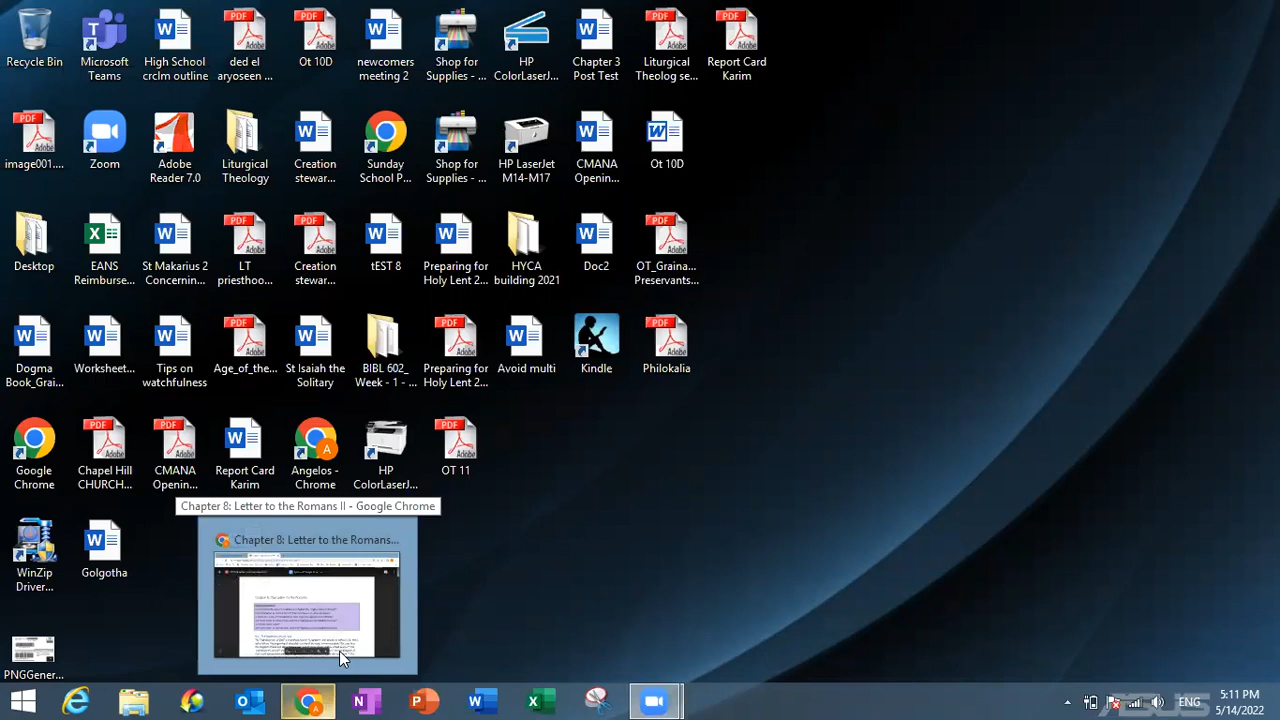 Recycle Bin
Microsoft
Teams
High School
crclm outline
ded el
aryoseen ...
Ot 10D
newcomers
meeting 2
Shop for
Supplies - ...
HP
ColorLaserJ...
Chapter 3
Post Test
Liturgical
Theolog se...
Report Card
Karim
image001....
Zoom
Adobe
Reader 7.0
Liturgical
Theology
Creation
stewar...
Sunday
School P...
Shop for
Supplies - ...
HP LaserJet
M14-M17
CMANA
Openin...
Ot 10D
Desktop
EANS
Reimburse...
St Makarius 2
Concernin...
LT
priesthoo...
Creation
stewar...
tEST 8
Preparing for
Holy Lent 2...
HYCA
building 2021
Doc2
OT_Graina...
Preservants...
Dogma
Book_Grai...
Worksheet...
Tips on
watchfulness
Age_of_the...
St Isaiah the
Solitary
BIBL 602_
Week - 1 - ...
Preparing for
Holy Lent 2...
Avoid multi
Kindle
Philokalia
Google
Chrome
Chapel Hill
CHURCH...
CMANA
Openin...
Report Card
Karim
Angelos -
Chrome
HP
ColorLaserJ...
OT 11
Chapter 8: Letter to the Romans II - Google Chrome
WinZip
Driver...
Golgotha
Chapter 8: Letter to the Romans...
PNGGener...
ENG
5:11 PM
5/14/2022